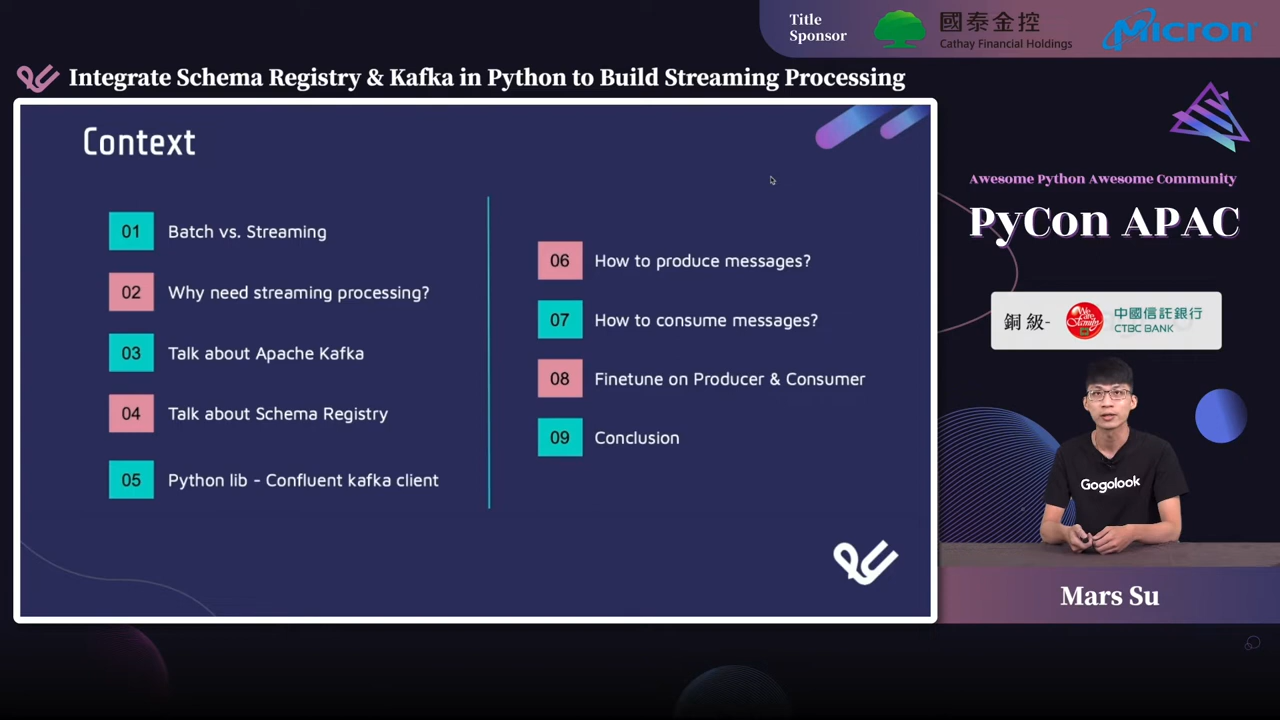 Title
Sponsor
國泰金控
Cathay Financial Holdings
Micron
Integrate Schema Registry & Kafka in Python to Build Streaming Processing
Context
01 Batch vs. Streaming
02 Why need streaming processing?
03 Talk about Apache Kafka
04 Talk about Schema Registry
05 Python lib - Confluent kafka client
06 How to produce messages?
07 How to consume messages?
08 Finetune on Producer & Consumer
09 Conclusion
Awesome Python Awesome Community
PyCon APAC
銅級-
We are Family
中國信託銀行
CTBC BANK
Gogolook
Mars Su